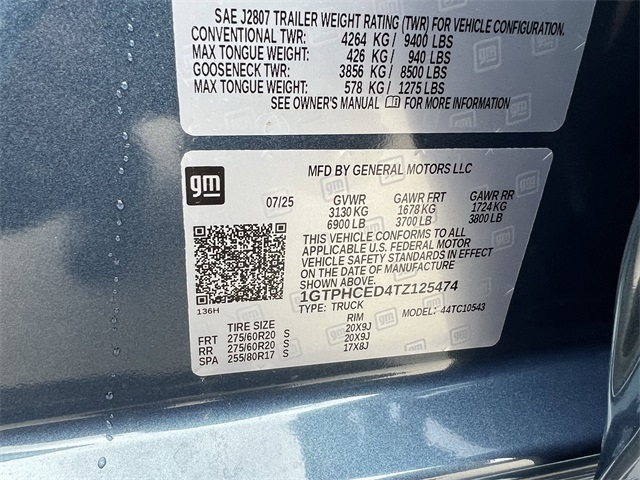 SAE J2807 TRAILER WEIGHT RATING (TWR) FOR VEHICLE CONFIGURATION.
CONVENTIONAL TWR: 4264 KG / 9400 LBS
MAX TONGUE WEIGHT: 426 KG / 940 LBS
GOOSENECK TWR: 3856 KG / 8500 LBS
MAX TONGUE WEIGHT: 578 KG / 1275 LBS
SEE OWNER'S MANUAL FOR MORE INFORMATION
gm
MFD BY GENERAL MOTORS LLC
07/25 GVWR GAWR FRT GAWR RR
3130 KG 1678 KG 1724 KG
6900 LB 3700 LB 3800 LB
THIS VEHICLE CONFORMS TO ALL
APPLICABLE U.S. FEDERAL MOTOR
VEHICLE SAFETY STANDARDS IN
EFFECT ON THE DATE OF MANUFACTURE
SHOWN ABOVE.
1GTPHCED4TZ125474
136H TYPE: TRUCK MODEL: 44TC10543
TIRE SIZE RIM
FRT 275/60R20 S 20X9J
RR 275/60R20 S 20X9J
SPA 255/80R17 S 17X8J